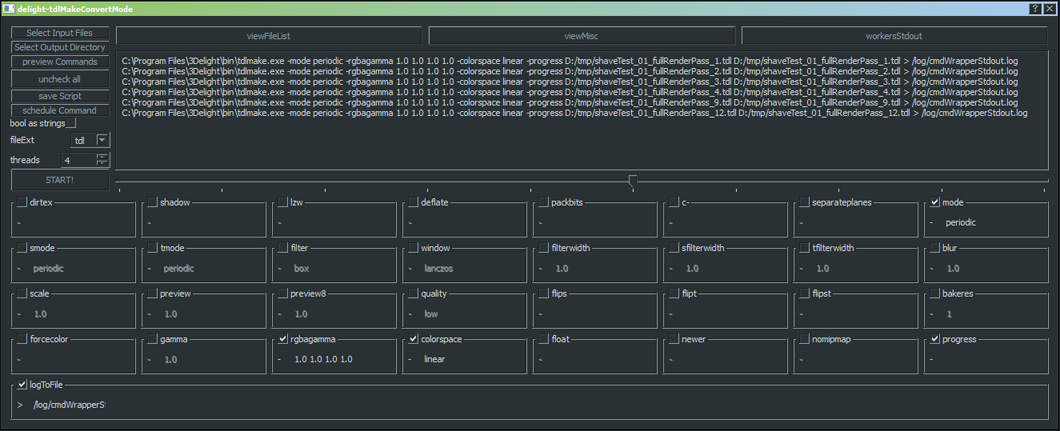 delight-tdlMakeConvertMode
Select Input Files
Select Output Directory
preview Commands
uncheck all
save Script
schedule Command
bool as strings
fileExt tdl
threads 4
START!
viewFileList viewMisc workersStdout
C:\Program Files\3Delight\bin\tdlmake.exe -mode periodic -rgbagamma 1.0 1.0 1.0 1.0 -colorspace linear -progress D:/tmp/shaveTest_01_fullRenderPass_1.tdl D:/tmp/shaveTest_01_fullRenderPass_1.tdl > /log/cmdWrapperStdout.log
C:\Program Files\3Delight\bin\tdlmake.exe -mode periodic -rgbagamma 1.0 1.0 1.0 1.0 -colorspace linear -progress D:/tmp/shaveTest_01_fullRenderPass_2.tdl D:/tmp/shaveTest_01_fullRenderPass_2.tdl > /log/cmdWrapperStdout.log
C:\Program Files\3Delight\bin\tdlmake.exe -mode periodic -rgbagamma 1.0 1.0 1.0 1.0 -colorspace linear -progress D:/tmp/shaveTest_01_fullRenderPass_3.tdl D:/tmp/shaveTest_01_fullRenderPass_3.tdl > /log/cmdWrapperStdout.log
C:\Program Files\3Delight\bin\tdlmake.exe -mode periodic -rgbagamma 1.0 1.0 1.0 1.0 -colorspace linear -progress D:/tmp/shaveTest_01_fullRenderPass_4.tdl D:/tmp/shaveTest_01_fullRenderPass_4.tdl > /log/cmdWrapperStdout.log
C:\Program Files\3Delight\bin\tdlmake.exe -mode periodic -rgbagamma 1.0 1.0 1.0 1.0 -colorspace linear -progress D:/tmp/shaveTest_01_fullRenderPass_9.tdl D:/tmp/shaveTest_01_fullRenderPass_9.tdl > /log/cmdWrapperStdout.log
C:\Program Files\3Delight\bin\tdlmake.exe -mode periodic -rgbagamma 1.0 1.0 1.0 1.0 -colorspace linear -progress D:/tmp/shaveTest_01_fullRenderPass_12.tdl D:/tmp/shaveTest_01_fullRenderPass_12.tdl > /log/cmdWrapperStdout.log
dirtex shadow lzw deflate packbits c- separateplanes mode
- - - - - - - - periodic
smode tmode filter window filterwidth sfilterwidth tfilterwidth blur
- periodic - periodic - box - lanczos - 1.0 - 1.0 - 1.0 - 1.0
scale preview preview8 quality flips flipt flipst bakeres
- 1.0 - 1.0 - 1.0 - low - - - - 1
forcecolor gamma rgbagamma colorspace float newer nomipmap progress
- - 1.0 - 1.0 1.0 1.0 1.0 - linear - - - -
logToFile
> /log/cmdWrapperS